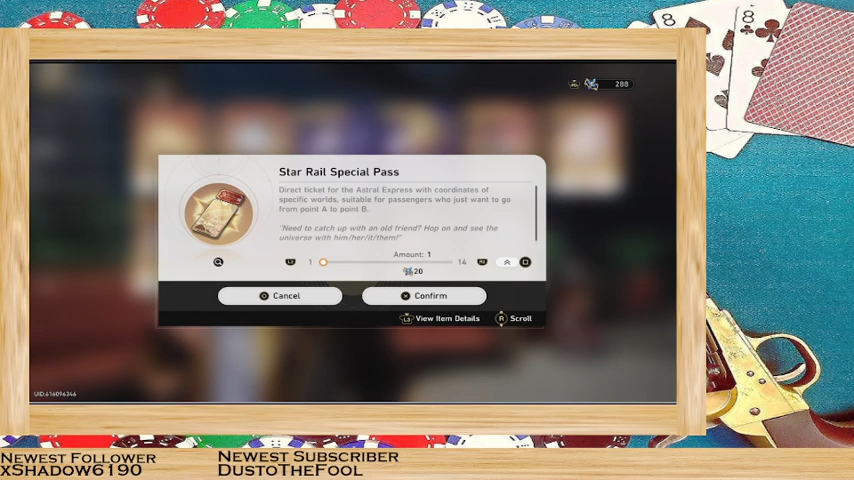 8 8
288
Star Rail Special Pass
Direct ticket for the Astral Express with coordinates of
specific worlds, suitable for passengers who just want to go
from point A to point B.
"Need to catch up with an old friend? Hop on and see the
universe with him/her/it/them!"
Amount: 1
1 14
20
Cancel Confirm
L3 View Item Details R Scroll
UID:616096346
Newest Follower
xShadow6190
Newest Subscriber
DustoTheFool